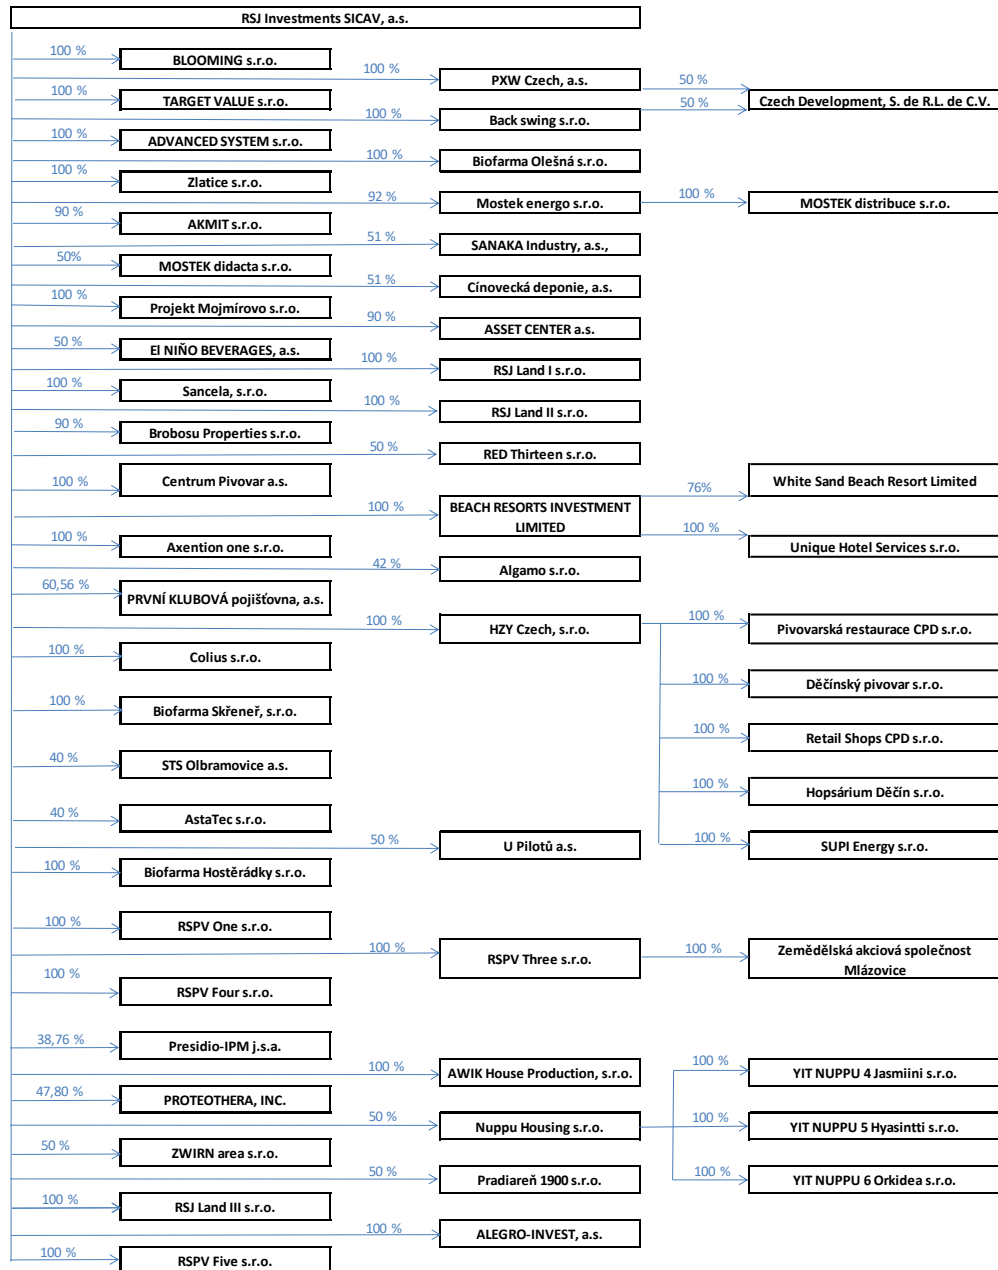 RSJ Investments SICAV, a.s.
100 %
BLOOMING s.r.o.
100 %
PXW Czech, a.s.
50 %
100 %
TARGET VALUE s.r.o.
50 %
Czech Development, S. de R.L. de C.V.
100 %
Back swing s.r.o.
100 %
ADVANCED SYSTEM s.r.o.
100 %
Biofarma Olešná s.r.o.
100 %
Zlatice s.r.o.
92 %
Mostek energo s.r.o.
100 %
MOSTEK distribuce s.r.o.
90 %
AKMIT s.r.o.
51 %
SANAKA Industry, a.s.,
50%
MOSTEK didacta s.r.o.
51 %
Cínovecká deponie, a.s.
100 %
Projekt Mojmírovo s.r.o.
90 %
ASSET CENTER a.s.
50 %
El NIÑO BEVERAGES, a.s.
100 %
RSJ Land I s.r.o.
100 %
Sancela, s.r.o.
100 %
RSJ Land II s.r.o.
90 %
Brobosu Properties s.r.o.
50 %
RED Thirteen s.r.o.
100 %
Centrum Pivovar a.s.
76%
White Sand Beach Resort Limited
100 %
BEACH RESORTS INVESTMENT
LIMITED
100 %
Unique Hotel Services s.r.o.
100 %
Axention one s.r.o.
42 %
Algamo s.r.o.
60,56 %
PRVNÍ KLUBOVÁ pojišťovna, a.s.
100 %
HZY Czech, s.r.o.
100 %
Pivovarská restaurace CPD s.r.o.
100 %
Colius s.r.o.
100 %
Děčínský pivovar s.r.o.
100 %
Biofarma Skřeneř, s.r.o.
100 %
Retail Shops CPD s.r.o.
40 %
STS Olbramovice a.s.
100 %
Hopsárium Děčín s.r.o.
40 %
AstaTec s.r.o.
50 %
U Pilotů a.s.
100 %
SUPI Energy s.r.o.
100 %
Biofarma Hostěrádky s.r.o.
100 %
RSPV One s.r.o.
100 %
RSPV Three s.r.o.
100 %
Zemědělská akciová společnost
Mlázovice
100 %
RSPV Four s.r.o.
38,76 %
Presidio-IPM j.s.a.
100 %
AWIK House Production, s.r.o.
100 %
YIT NUPPU 4 Jasmiini s.r.o.
47,80 %
PROTEOTHERA, INC.
50 %
Nuppu Housing s.r.o.
100 %
YIT NUPPU 5 Hyasintti s.r.o.
50 %
ZWIRN area s.r.o.
50 %
Pradiareň 1900 s.r.o.
100 %
YIT NUPPU 6 Orkidea s.r.o.
100 %
RSJ Land III s.r.o.
100 %
ALEGRO-INVEST, a.s.
100 %
RSPV Five s.r.o.